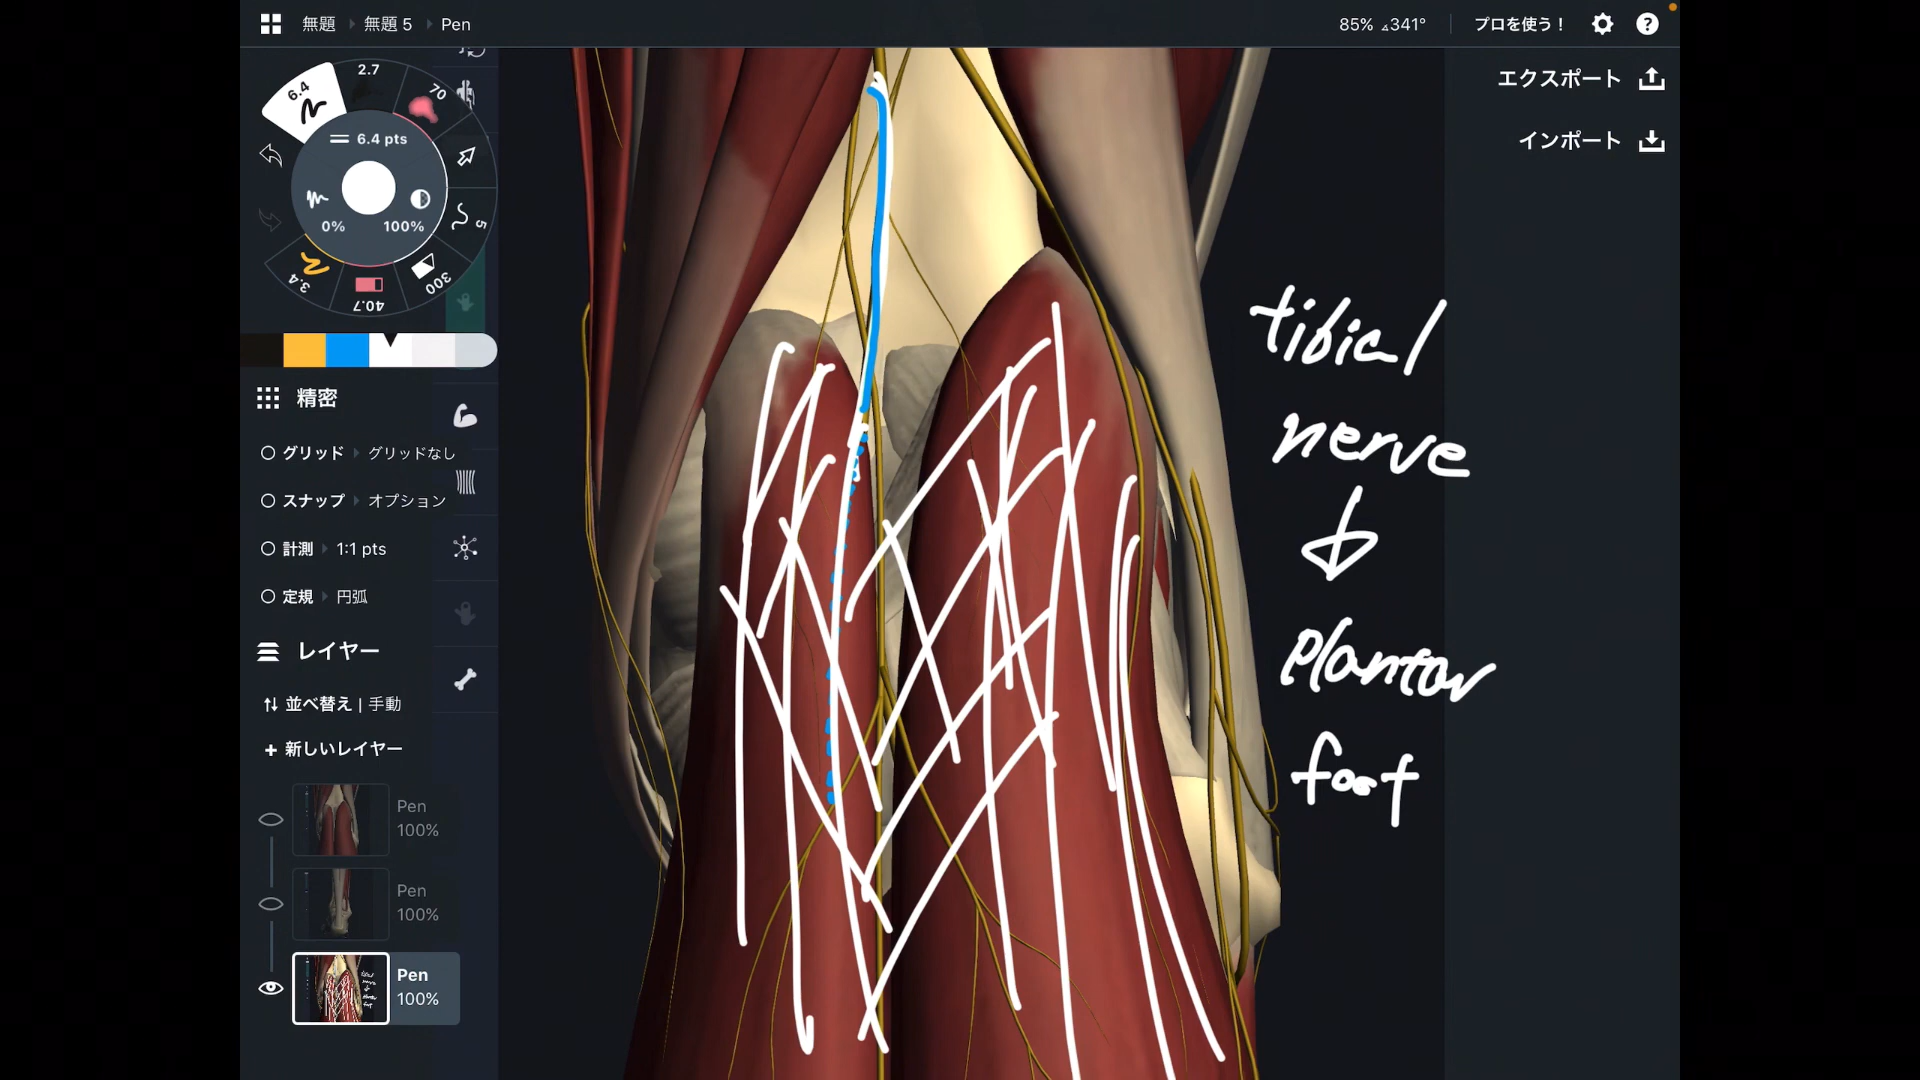 無題 無題 5 Pen
85% ⊿341° プロを使う!
エクスポート
インポート
2.7
6.4
70
6.4 pts
5
0% 100%
3.4
300
40.7
精密
グリッド グリッドなし
スナップ オプション
計測 1:1 pts
定規 円弧
レイヤー
並べ替え | 手動
+ 新しいレイヤー
Pen
100%
Pen
100%
Pen
100%
tibial
nerve
plantar
foot